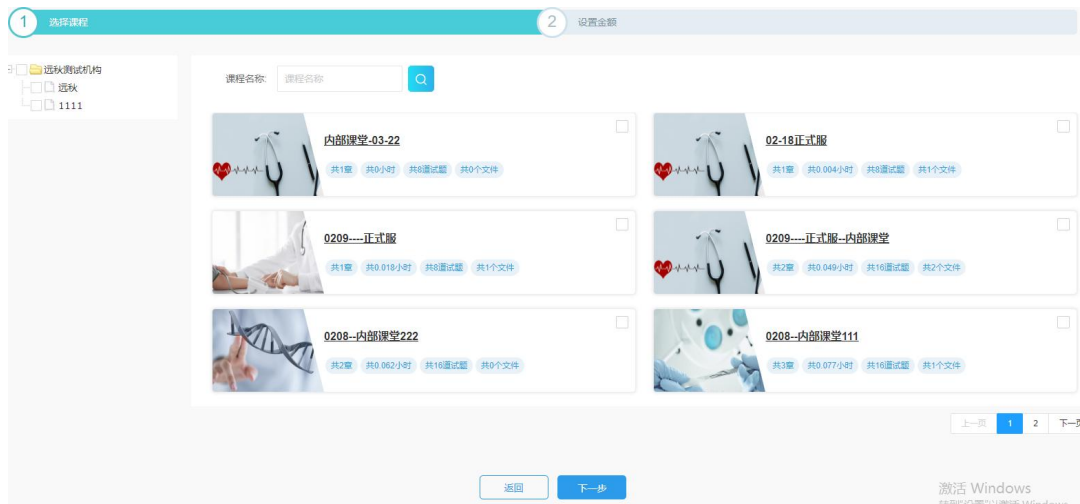 1 选择课程 2 设置金额
远秋测试机构
远秋
1111
课程名称: 课程名称
内部课堂-03-22
共1章 共0小时 共8道试题 共0个文件
02-18正式服
共1章 共0.004小时 共8道试题 共1个文件
0209----正式服
共1章 共0.018小时 共8道试题 共1个文件
0209----正式服--内部课堂
共2章 共0.049小时 共16道试题 共2个文件
0208--内部课堂222
共2章 共0.062小时 共16道试题 共0个文件
0208--内部课堂111
共3章 共0.077小时 共16道试题 共1个文件
上一页 1 2 下一页
返回 下一步
激活 Windows